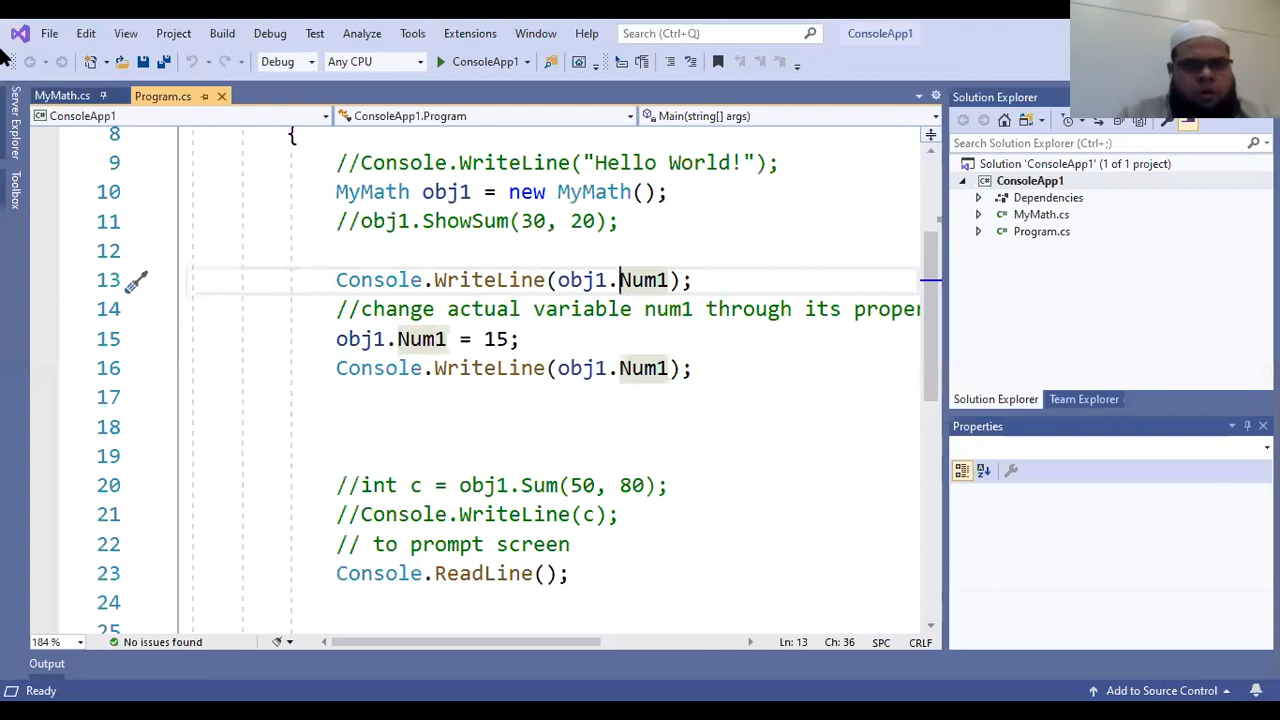 File Edit View Project Build Debug Test Analyze Tools Extensions Window Help Search (Ctrl+Q) ConsoleApp1
Debug Any CPU ConsoleApp1
MyMath.cs Program.cs
ConsoleApp1 ConsoleApp1.Program Main(string[] args)
8 {
9 //Console.WriteLine("Hello World!");
10 MyMath obj1 = new MyMath();
11 //obj1.ShowSum(30, 20);
12
13 Console.WriteLine(obj1.Num1);
14 //change actual variable num1 through its proper
15 obj1.Num1 = 15;
16 Console.WriteLine(obj1.Num1);
17
18
19
20 //int c = obj1.Sum(50, 80);
21 //Console.WriteLine(c);
22 // to prompt screen
23 Console.ReadLine();
24
25
184 % No issues found Ln: 13 Ch: 36 SPC CRLF
Output
Ready Add to Source Control
Server Explorer
Toolbox
Solution Explorer
Search Solution Explorer (Ctrl+;)
Solution 'ConsoleApp1' (1 of 1 project)
ConsoleApp1
Dependencies
MyMath.cs
Program.cs
Solution Explorer Team Explorer
Properties